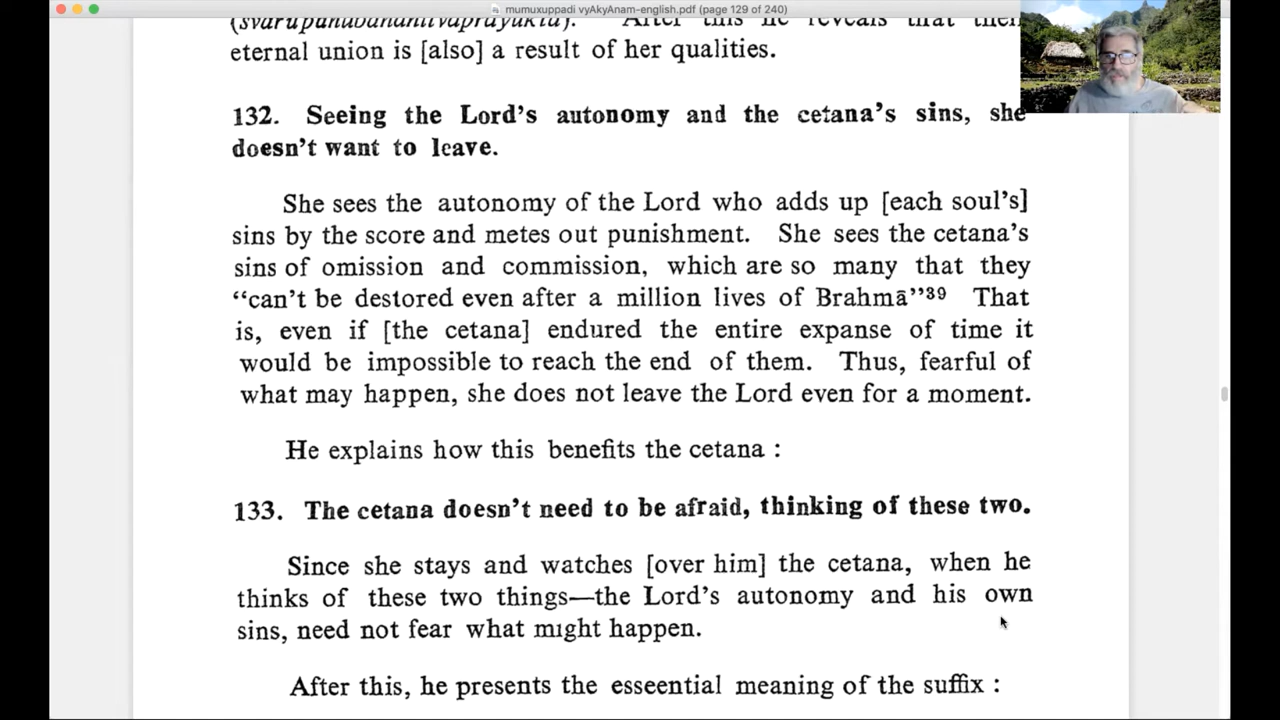 mumuxuppadi vyAkyAnam-english.pdf (page 129 of 240)
(svarūpānubandhitvaprayukta). After this he reveals that their
eternal union is [also] a result of her qualities.
132. Seeing the Lord's autonomy and the cetana's sins, she
doesn't want to leave.
She sees the autonomy of the Lord who adds up [each soul's]
sins by the score and metes out punishment. She sees the cetana's
sins of omission and commission, which are so many that they
“can't be destored even after a million lives of Brahmā”³⁹ That
is, even if [the cetana] endured the entire expanse of time it
would be impossible to reach the end of them. Thus, fearful of
what may happen, she does not leave the Lord even for a moment.
He explains how this benefits the cetana :
133. The cetana doesn't need to be afraid, thinking of these two.
Since she stays and watches [over him] the cetana, when he
thinks of these two things—the Lord's autonomy and his own
sins, need not fear what might happen.
After this, he presents the esseential meaning of the suffix :